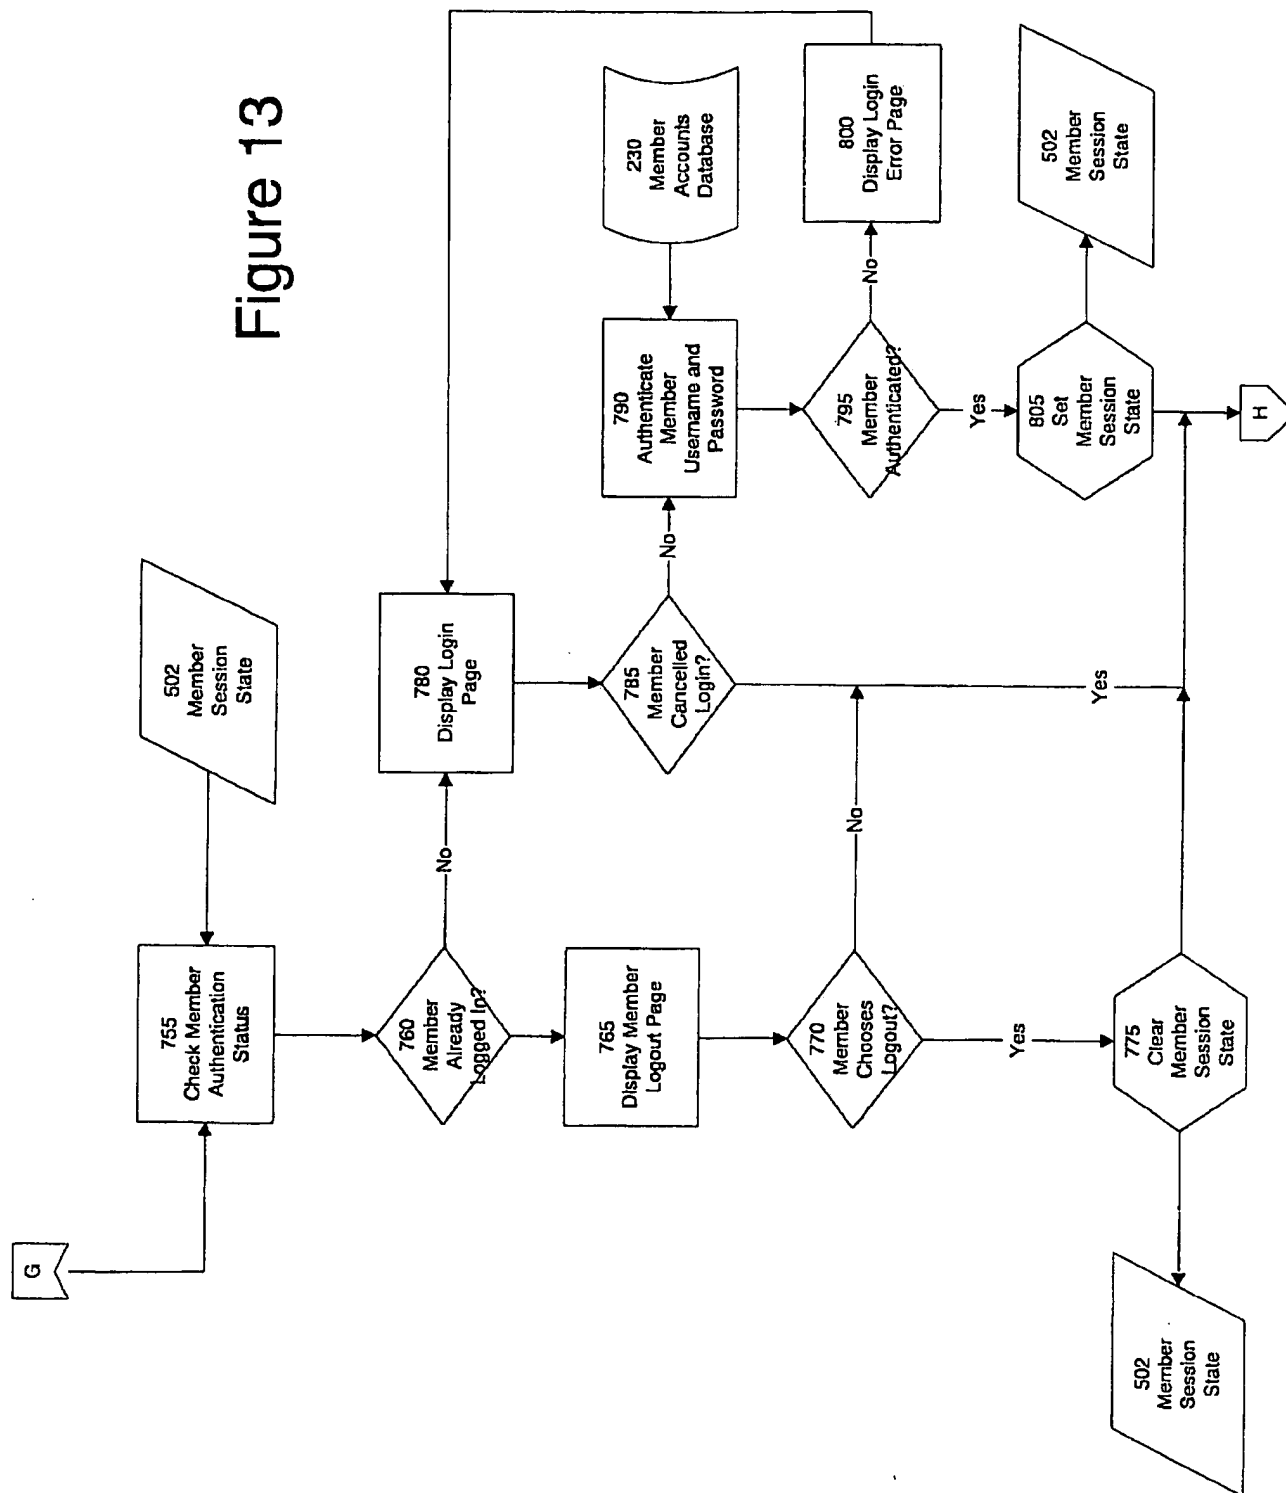 Figure 13
G
755
Check Member
Authentication
Status
502
Member
Session
State
760
Member
Already
Logged In?
No
780
Display Login
Page
765
Display Member
Logout Page
785
Member
Cancelled
Login?
No
790
Authenticate
Member
Username and
Password
230
Member
Accounts
Database
770
Member
Chooses
Logout?
No
795
Member
Authenticated?
No
800
Display Login
Error Page
Yes
Yes
Yes
775
Clear
Member
Session
State
502
Member
Session
State
805
Set
Member
Session
State
502
Member
Session
State
H